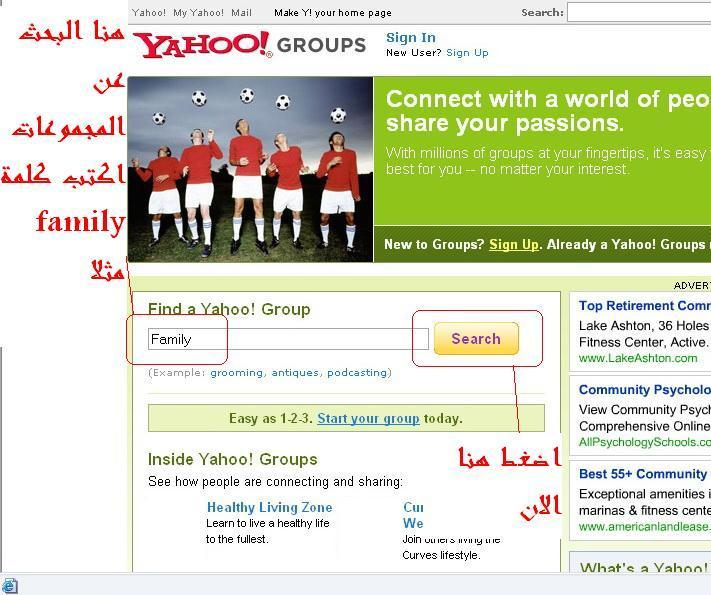 Yahoo! My Yahoo! Mail Make Y! your home page Search:
YAHOO! GROUPS
Sign In
New User? Sign Up
هنا البحث
عن
المجموعات
اكتب كلمة
family
مثلا
Connect with a world of peo
share your passions.
With millions of groups at your fingertips, it's easy
best for you -- no matter your interest.
New to Groups? Sign Up. Already a Yahoo! Groups
ADVER
Find a Yahoo! Group
Family
Search
(Example: grooming, antiques, podcasting)
Easy as 1-2-3. Start your group today.
اضغط هنا
الان
Inside Yahoo! Groups
See how people are connecting and sharing:
Healthy Living Zone
Learn to live a healthy life
to the fullest.
Cur
We
Join others living the
Curves lifestyle.
Top Retirement Comr
Lake Ashton, 36 Holes
Fitness Center, Active.
www.LakeAshton.com
Community Psycholo
View Community Psych
Comprehensive Online
AllPsychologySchools.co
Best 55+ Community
Exceptional amenities i
marinas & fitness cente
www.americanlandlease.
What's a Yahoo!